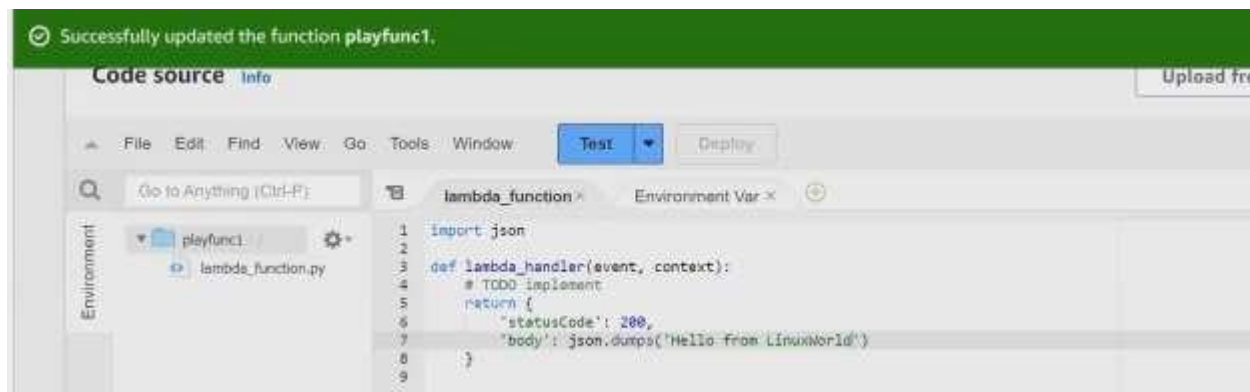 Successfully updated the function playfunc1.
Code source Info
Upload fr
File Edit Find View Go Tools Window Test Deploy
Go to Anything (Ctrl-P)
lambda_function × Environment Var ×
Environment
playfunc1 /
lambda_function.py
1 import json
2
3 def lambda_handler(event, context):
4 # TODO implement
5 return {
6 'statusCode': 200,
7 'body': json.dumps('Hello from LinuxWorld')
8 }
9